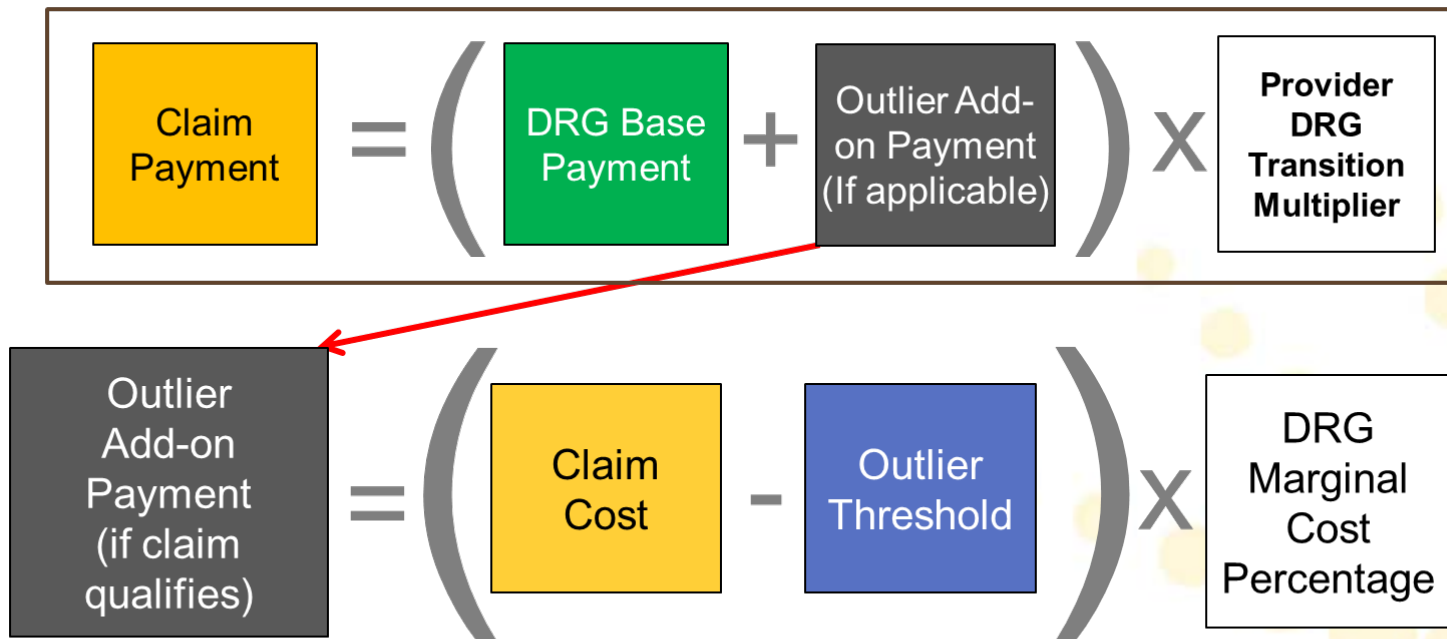 Claim
Payment
=
(
DRG Base
Payment
+
Outlier Add-
on Payment
(If applicable)
)
X
Provider
DRG
Transition
Multiplier
Outlier
Add-on
Payment
(if claim
qualifies)
=
(
Claim
Cost
-
Outlier
Threshold
)
X
DRG
Marginal
Cost
Percentage